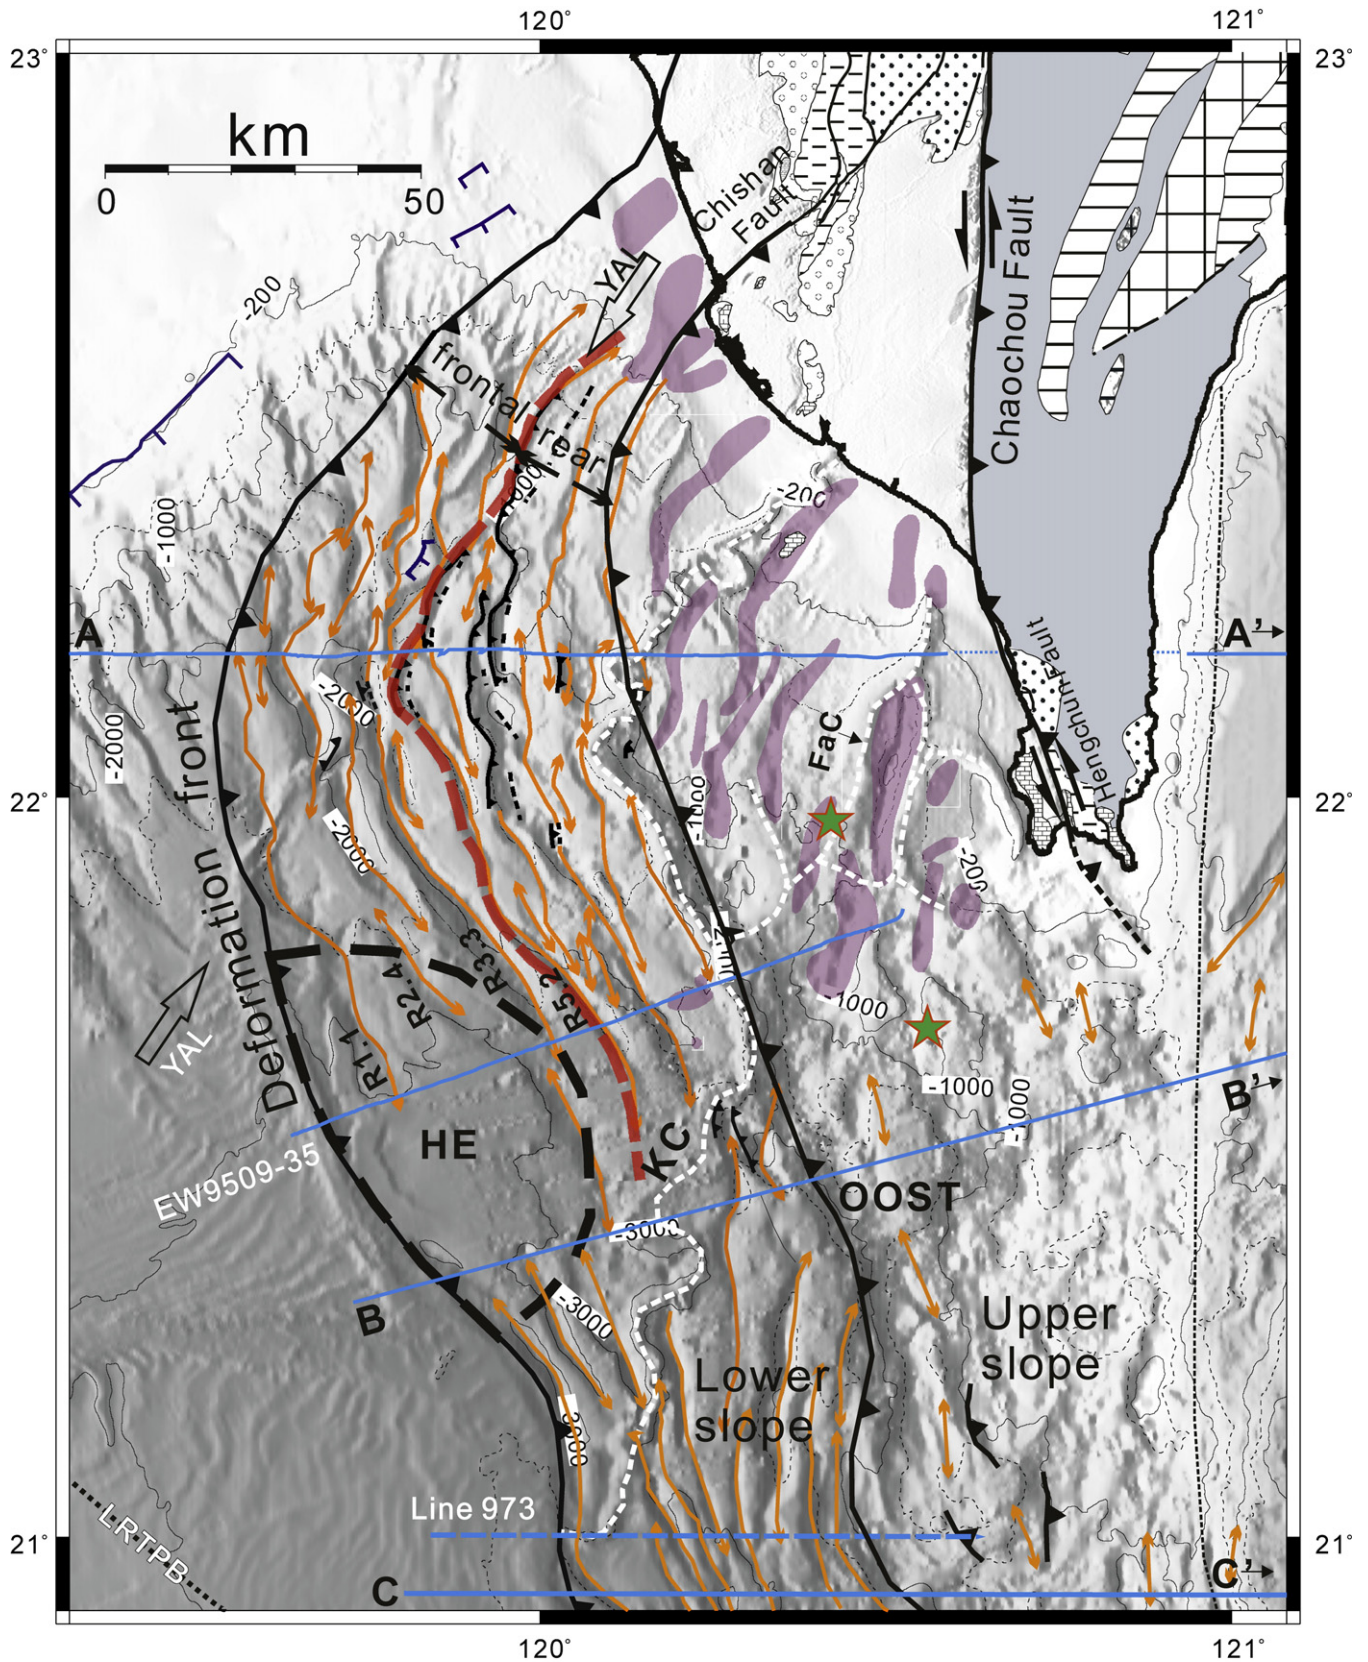 120°
121°
23°
23°
km
0
50
Chishan
Fault
Chaochou Fault
YAL
-200
frontal
rear
-1000
-200
-1000
A
A'
Hengchun Fault
-2000
-2000
front
FaC
22°
22°
-1000
-2000
-200
Deformation
R3.3
R2.4
R5.2
YAL
R1.1
-1000
-1000
-1000
B'
HE
KC
EW9509-35
OOST
-3000
B
-3000
Upper
slope
Lower
slope
-3000
Line 973
LRTPB
21°
21°
C
C'
120°
121°